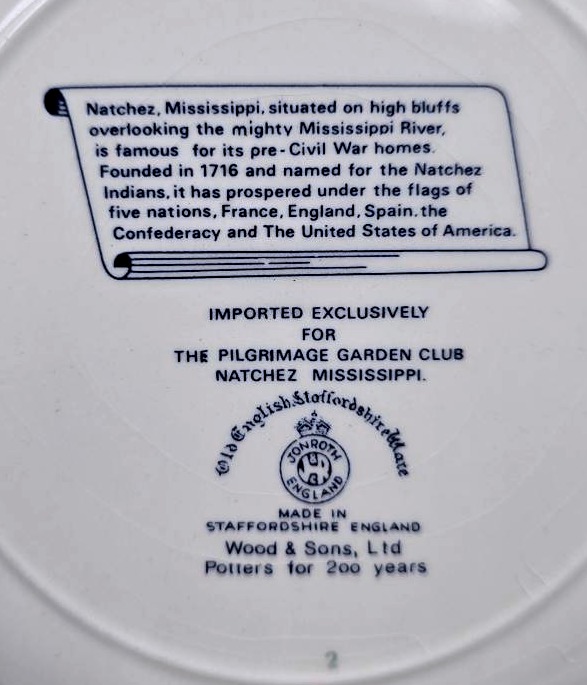 Natchez, Mississippi, situated on high bluffs
overlooking the mighty Mississippi River,
is famous for its pre-Civil War homes.
Founded in 1716 and named for the Natchez
Indians, it has prospered under the flags of
five nations, France, England, Spain. the
Confederacy and The United States of America.
IMPORTED EXCLUSIVELY
FOR
THE PILGRIMAGE GARDEN CLUB
NATCHEZ MISSISSIPPI.
Old English Staffordshire Ware
JONROTH
ENGLAND
MADE IN
STAFFORDSHIRE ENGLAND
Wood & Sons, Ltd
Potters for 200 years
2